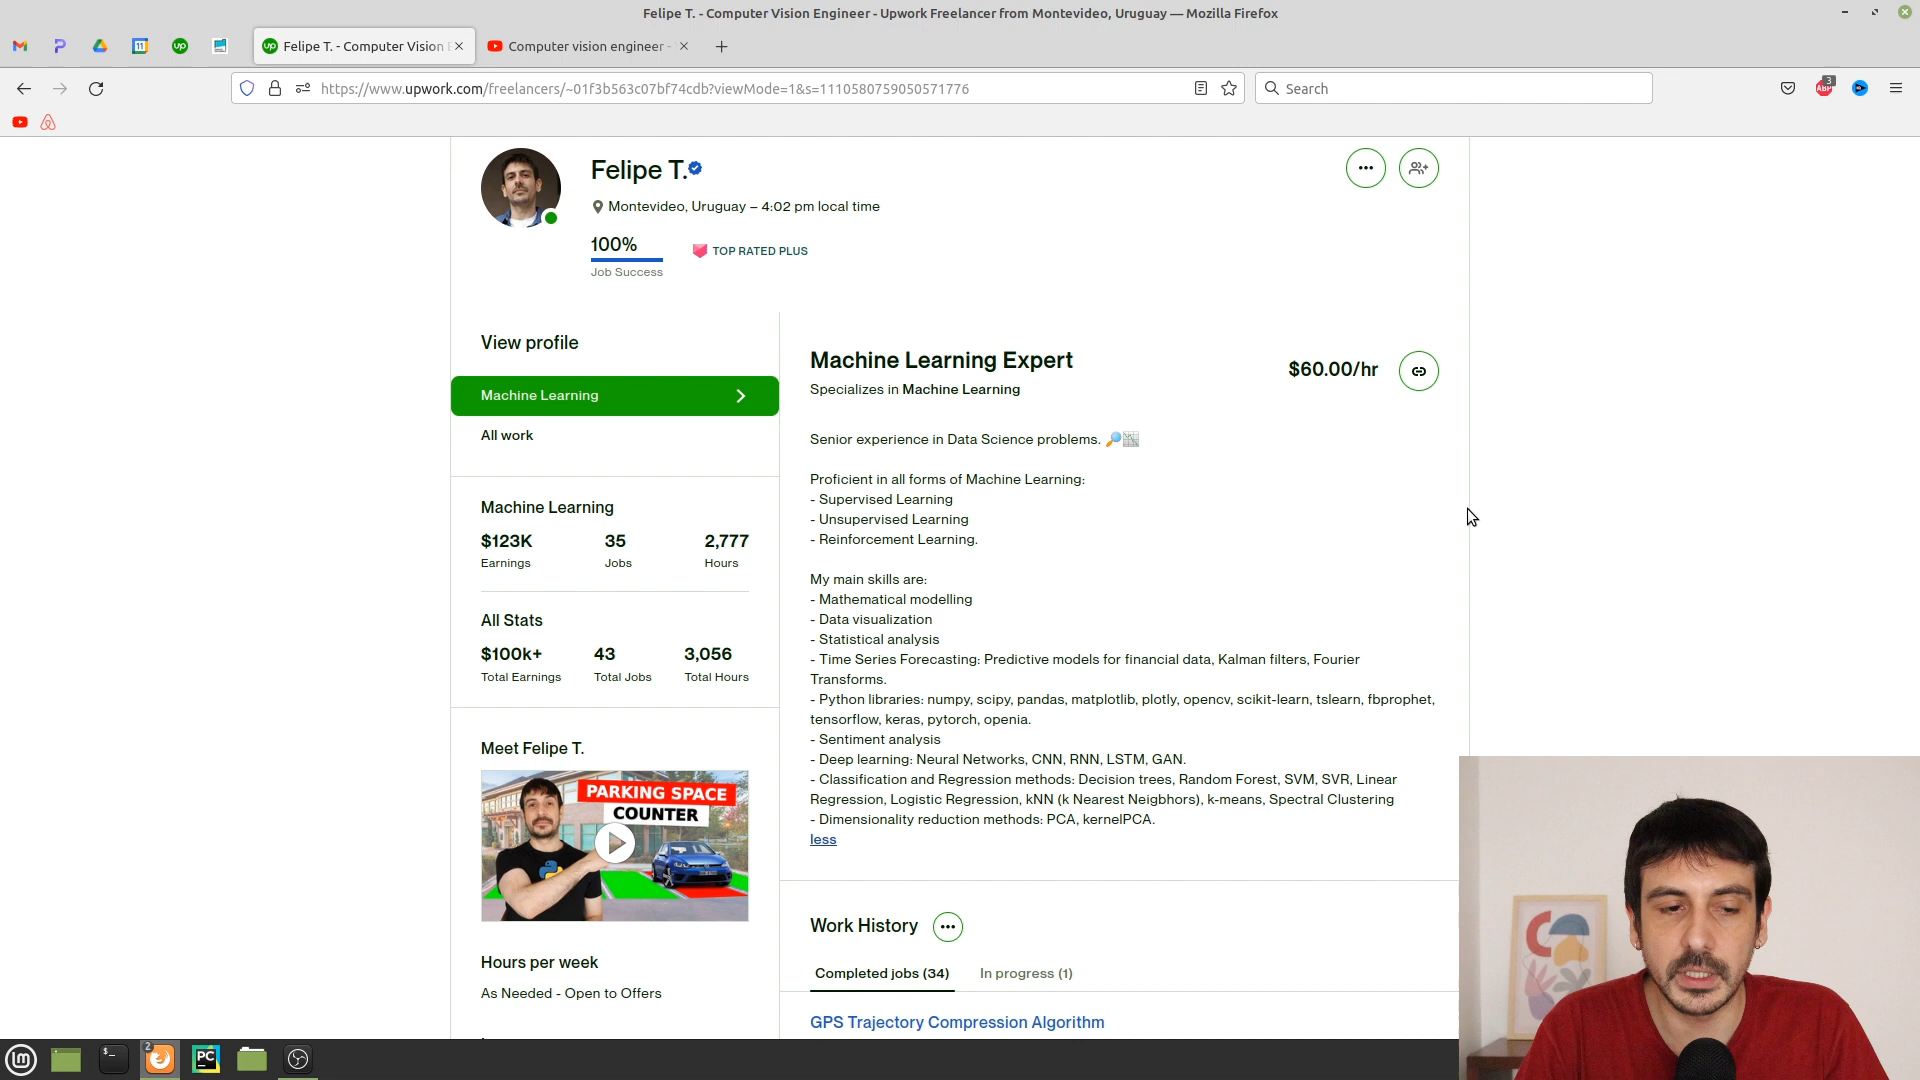 Felipe T. - Computer Vision Engineer - Upwork Freelancer from Montevideo, Uruguay — Mozilla Firefox
Felipe T. - Computer Vision E
Computer vision engineer -
https://www.upwork.com/freelancers/~01f3b563c07bf74cdb?viewMode=1&s=1110580759050571776
Search
3
ABP
11
up
up
Felipe T.
Montevideo, Uruguay – 4:02 pm local time
100%
Job Success
TOP RATED PLUS
View profile
Machine Learning
All work
Machine Learning
$123K
35
2,777
Earnings
Jobs
Hours
All Stats
$100k+
43
3,056
Total Earnings
Total Jobs
Total Hours
Meet Felipe T.
PARKING SPACE
COUNTER
Hours per week
As Needed - Open to Offers
Machine Learning Expert
$60.00/hr
Specializes in Machine Learning
Senior experience in Data Science problems.
Proficient in all forms of Machine Learning:
- Supervised Learning
- Unsupervised Learning
- Reinforcement Learning.
My main skills are:
- Mathematical modelling
- Data visualization
- Statistical analysis
- Time Series Forecasting: Predictive models for financial data, Kalman filters, Fourier
Transforms.
- Python libraries: numpy, scipy, pandas, matplotlib, plotly, opencv, scikit-learn, tslearn, fbprophet,
tensorflow, keras, pytorch, openia.
- Sentiment analysis
- Deep learning: Neural Networks, CNN, RNN, LSTM, GAN.
- Classification and Regression methods: Decision trees, Random Forest, SVM, SVR, Linear
Regression, Logistic Regression, kNN (k Nearest Neigbhors), k-means, Spectral Clustering
- Dimensionality reduction methods: PCA, kernelPCA.
less
Work History
Completed jobs (34)
In progress (1)
GPS Trajectory Compression Algorithm
$_
2
PC